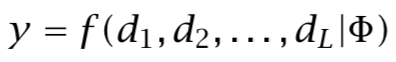 y = f(d₁, d₂, . . . , d_L|Φ)